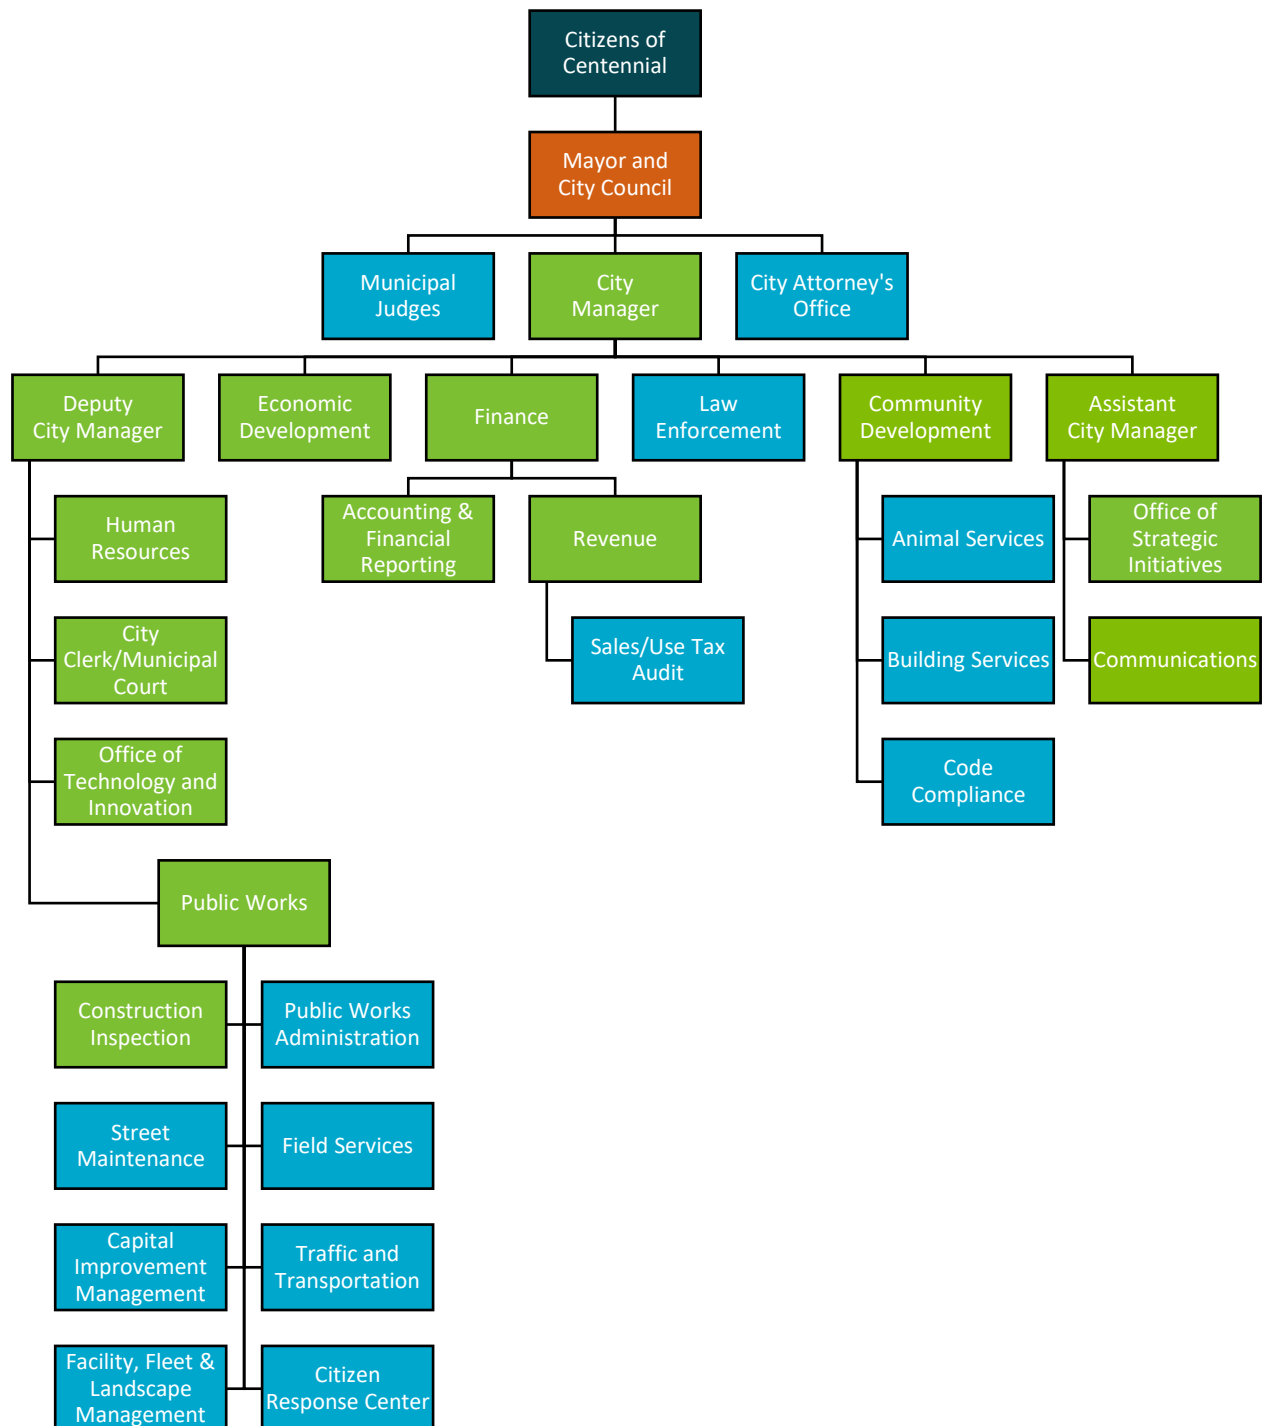 Citizens of
Centennial
Mayor and
City Council
Municipal
Judges
City
Manager
City Attorney's
Office
Deputy
City Manager
Economic
Development
Finance
Law
Enforcement
Community
Development
Assistant
City Manager
Human
Resources
Accounting &
Financial
Reporting
Revenue
Animal Services
Office of
Strategic
Initiatives
City
Clerk/Municipal
Court
Sales/Use Tax
Audit
Building Services
Communications
Office of
Technology and
Innovation
Code
Compliance
Public Works
Construction
Inspection
Public Works
Administration
Street
Maintenance
Field Services
Capital
Improvement
Management
Traffic and
Transportation
Facility, Fleet &
Landscape
Management
Citizen
Response Center